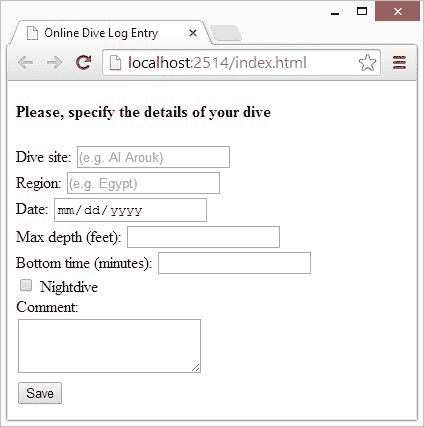 Online Dive Log Entry
localhost:2514/index.html
Please, specify the details of your dive
Dive site: (e.g. Al Arouk)
Region: (e.g. Egypt)
Date: mm/dd/yyyy
Max depth (feet):
Bottom time (minutes):
Nightdive
Comment:
Save